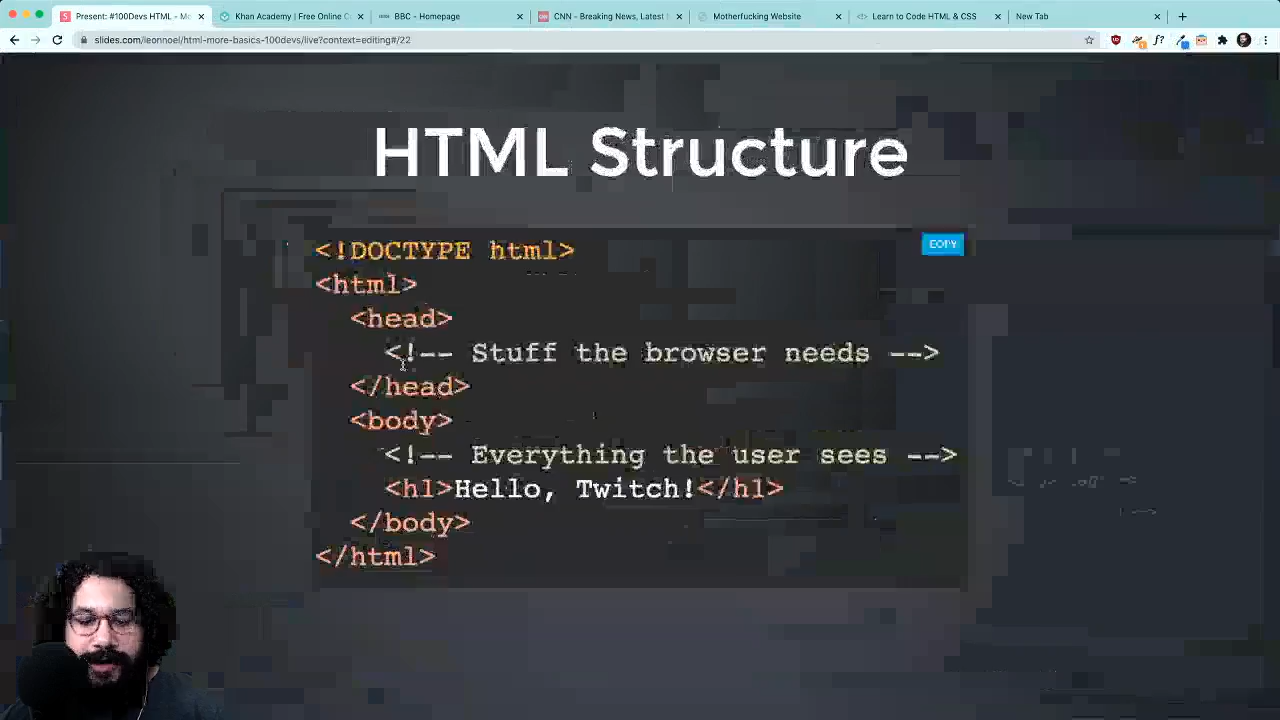 Present: #100Devs HTML - Mo
Khan Academy | Free Online C
BBC - Homepage
CNN - Breaking News, Latest
Motherfucking Website
Learn to Code HTML & CSS
New Tab
slides.com/leonnoel/html-more-basics-100devs/live?context=editing#/22
HTML Structure
COPY
<!DOCTYPE html>
<html>
<head>
<!-- Stuff the browser needs -->
</head>
<body>
<!-- Everything the user sees -->
<h1>Hello, Twitch!</h1>
</body>
</html>